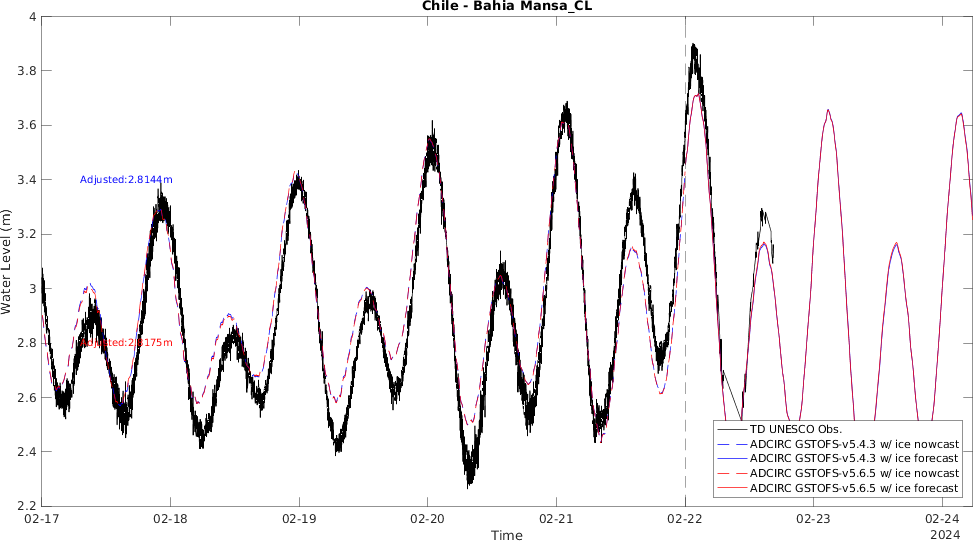 Chile - Bahia Mansa_CL
4
3.8
3.6
3.4
3.2
3
2.8
2.6
2.4
2.2
Water Level (m)
Adjusted:2.8144m
Adjusted:2.8175m
TD UNESCO Obs.
ADCIRC GSTOFS-v5.4.3 w/ ice nowcast
ADCIRC GSTOFS-v5.4.3 w/ ice forecast
ADCIRC GSTOFS-v5.6.5 w/ ice nowcast
ADCIRC GSTOFS-v5.6.5 w/ ice forecast
02-17 02-18 02-19 02-20 02-21 02-22 02-23 02-24
Time
2024